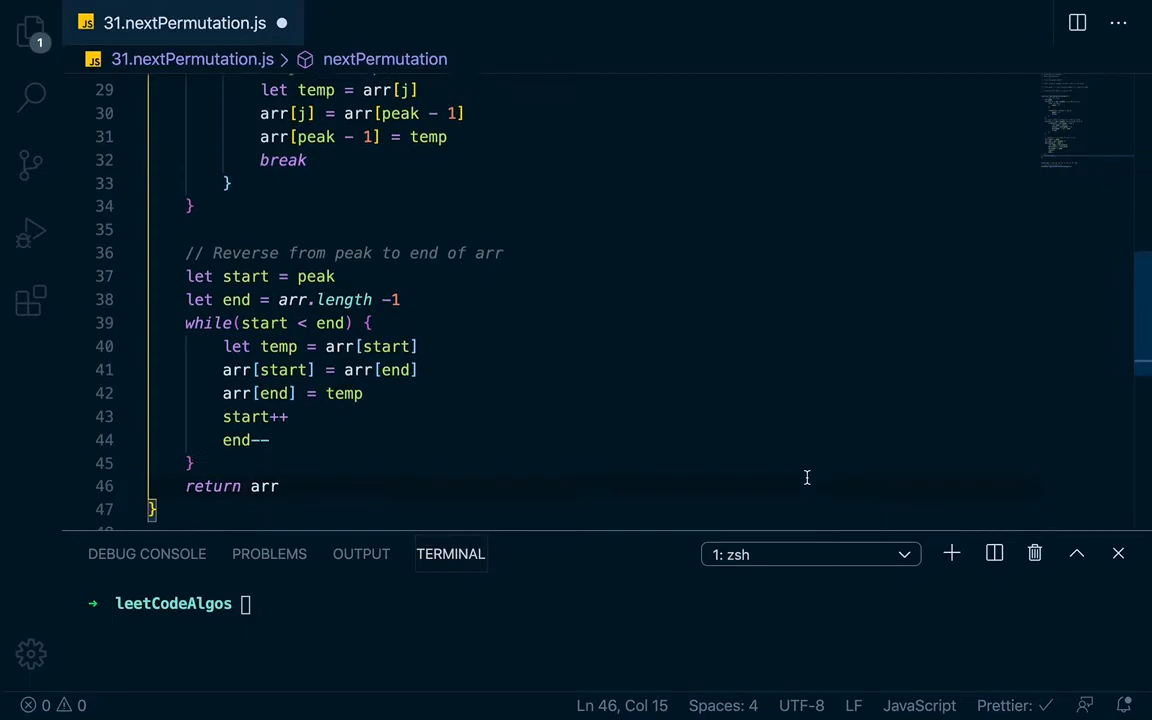 JS 31.nextPermutation.js
JS 31.nextPermutation.js > nextPermutation
1
29 let temp = arr[j]
30 arr[j] = arr[peak - 1]
31 arr[peak - 1] = temp
32 break
33 }
34 }
35
36 // Reverse from peak to end of arr
37 let start = peak
38 let end = arr.length -1
39 while(start < end) {
40 let temp = arr[start]
41 arr[start] = arr[end]
42 arr[end] = temp
43 start++
44 end--
45 }
46 return arr
47 }
DEBUG CONSOLE PROBLEMS OUTPUT TERMINAL 1: zsh
→ leetCodeAlgos
0 0 Ln 46, Col 15 Spaces: 4 UTF-8 LF JavaScript Prettier: ✓